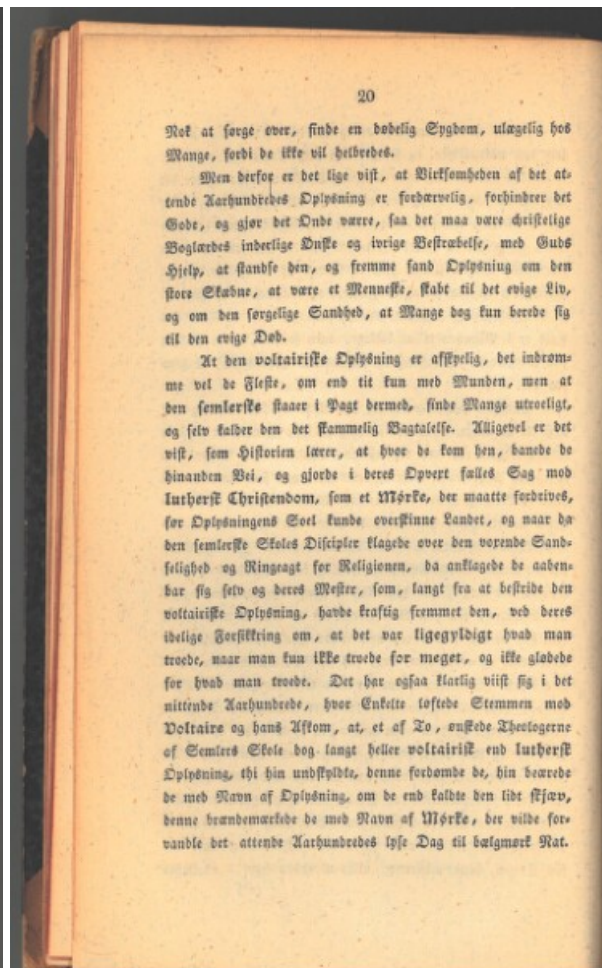 20
Nok at sørge over, finde en dødelig Sygdom, ulægelig hos
Mange, fordi de ikke vil helbredes.
Men derfor er det lige vist, at Virksomheden af det at-
tende Aarhundredes Oplysning er fordærvelig, forhindrer det
Gode, og gjør det Onde værre, saa det maa være christelige
Boglærdes inderlige Ønske og ivrige Bestræbelse, med Guds
Hjelp, at standse den, og fremme sand Oplysniug om den
store Skæbne, at være et Menneske, skabt til det evige Liv,
og om den sørgelige Sandhed, at Mange dog kun berede sig
til den evige Død.
At den voltairiske Oplysning er afskyelig, det indrøm-
me vel de Fleste, om end tit kun med Munden, men at
den semlerske staaer i Pagt dermed, finde Mange utroeligt,
og selv kalder den det skammelig Bagtalelse. Alligevel er det
vist, som Historien lærer, at hvor de kom hen, banede de
hinanden Vei, og gjorde i deres Opvext fælles Sag mod
luthersk Christendom, som et Mørke, der maatte fordrives,
før Oplysningens Soel kunde overskinne Landet, og naar da
den semlerske Skoles Discipler klagede over den voxende Sand-
selighed og Ringeagt for Religionen, da anklagede de aaben-
bar sig selv og deres Mester, som, langt fra at bestride den
voltairiske Oplysning, havde kraftig fremmet den, ved deres
idelige Forsikkring om, at det var ligegyldigt hvad man
troede, naar man kun ikke troede for meget, og ikke glødede
for hvad man troede. Det har ogsaa klarlig viist sig i det
nittende Aarhundrede, hvor Enkelte løftede Stemmen mod
Voltaire og hans Afkom, at, et af To, ønskede Theologerne
af Semlers Skole dog langt heller voltairisk end luthersk
Oplysning, thi hin undskyldte, denne fordømde de, hin beærede
de med Navn af Oplysning, om de end kaldte den lidt skjæv,
denne brændemærkede de med Navn af Mørke, der vilde for-
vandle det attende Aarhundredes lyse Dag til bælgmørk Nat.